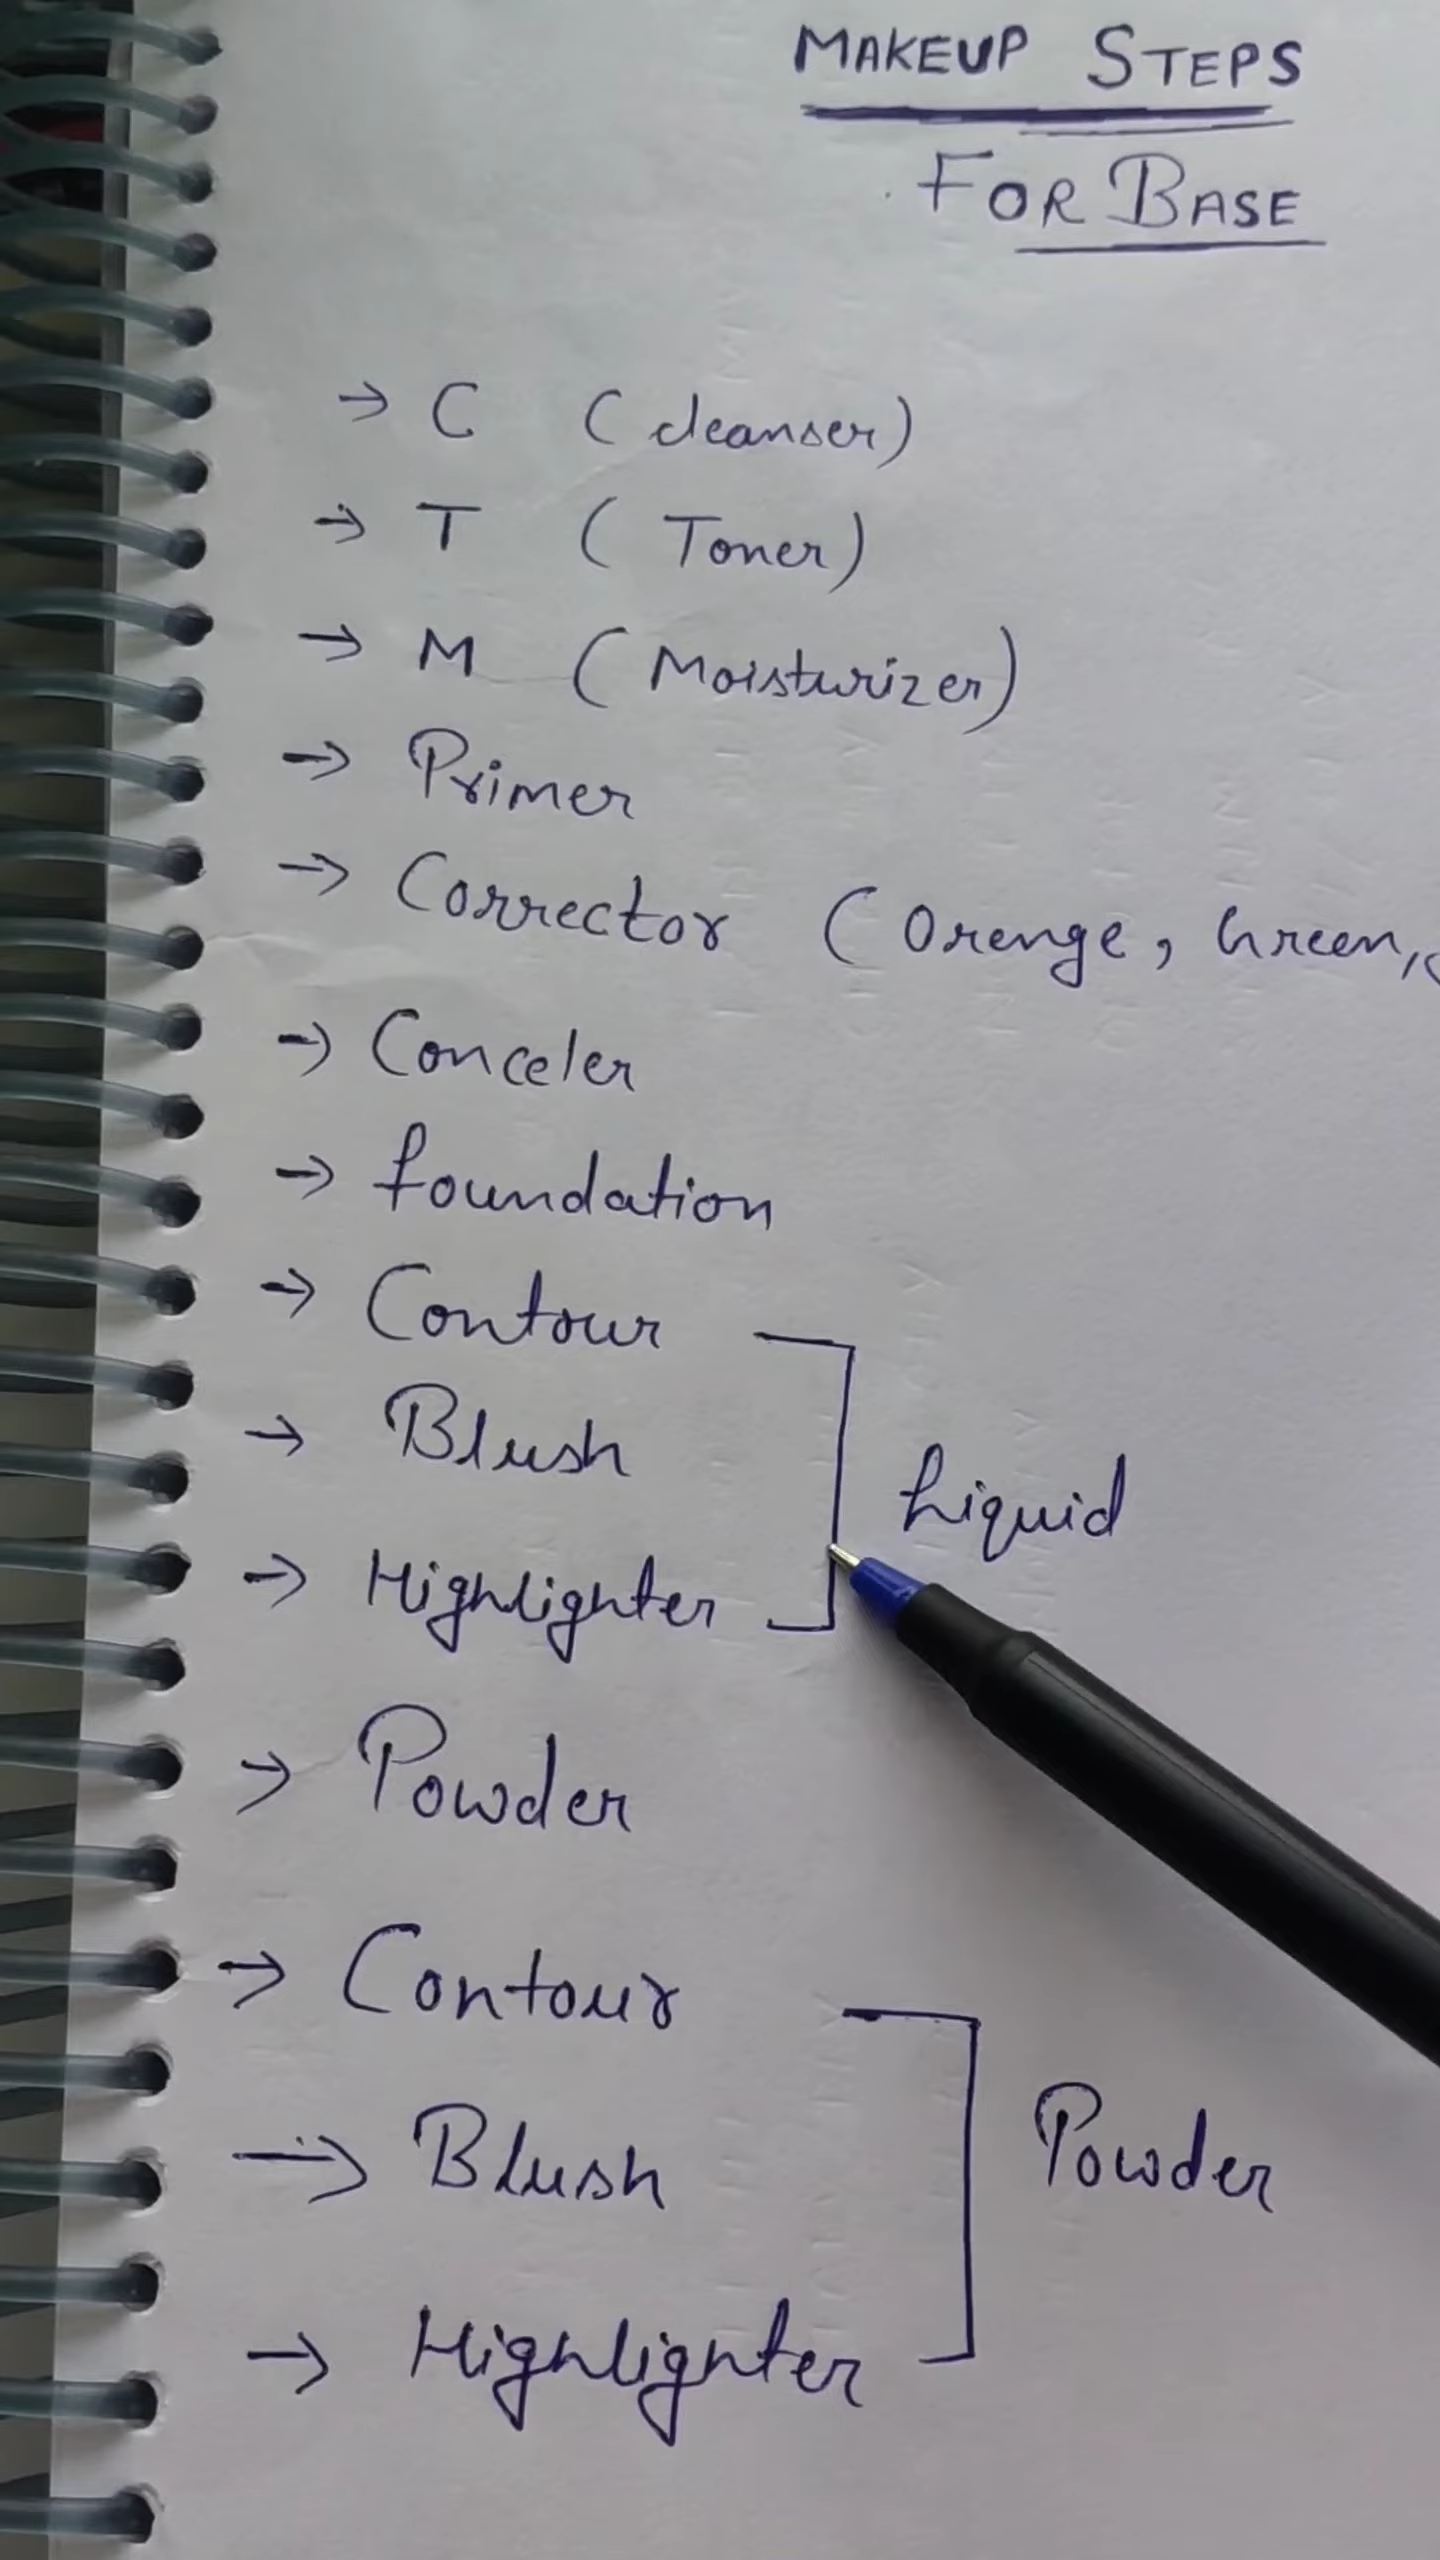 MAKEUP STEPS
FOR BASE
→ C (cleanser)
→ T (Toner)
→ M (Moisturizer)
→ Primer
→ Corrector (Orenge, Green,
→ Conceler
→ foundation
→ Contour
→ Blush
Liquid
→ Highlighter
→ Powder
→ Contour
→ Blush
Powder
→ Highlighter